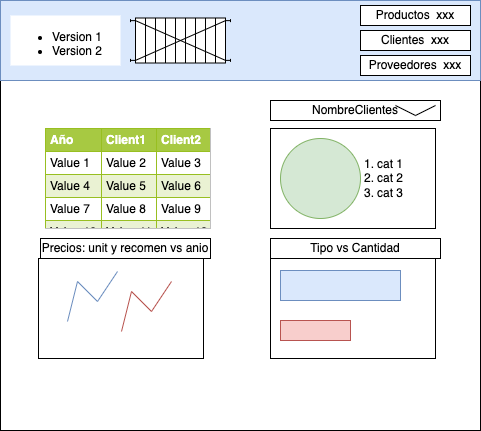 Version 1
Version 2
Productos xxx
Clientes xxx
Proveedores xxx
NombreClientes
Año Client1 Client2
Value 1 Value 2 Value 3
Value 4 Value 5 Value 6
Value 7 Value 8 Value 9
1. cat 1
2. cat 2
3. cat 3
Precios: unit y recomen vs anio
Tipo vs Cantidad